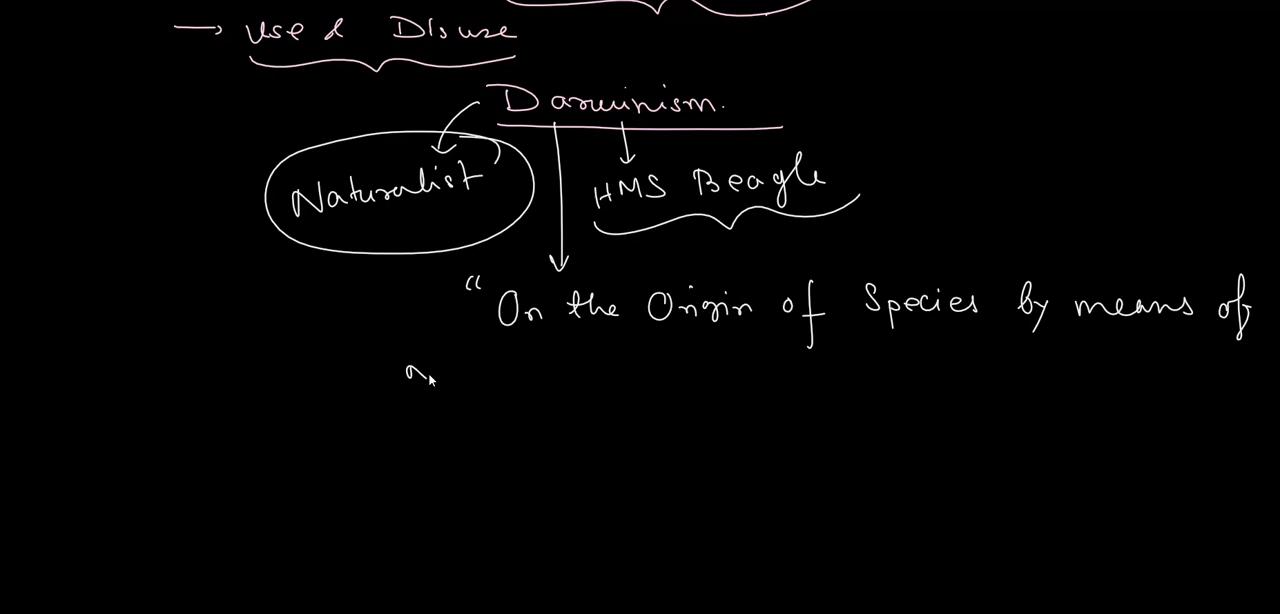 → Use & Disuse
Darwinism.
Naturalist
HMS Beagle
"On the Origin of Species by means of